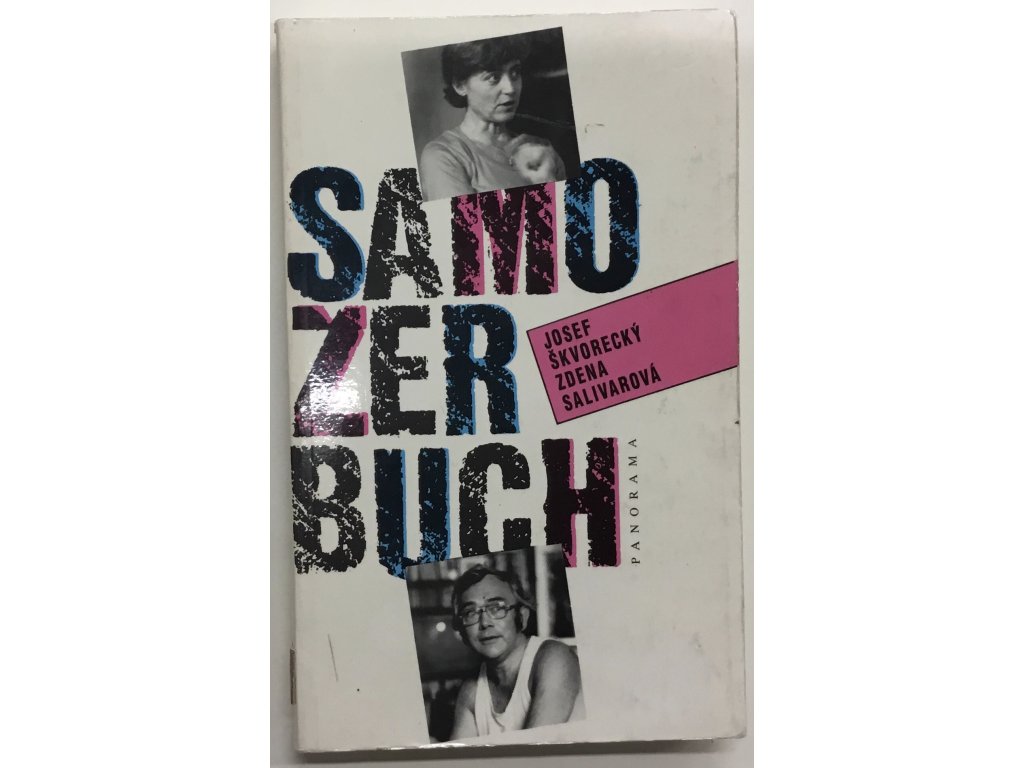 SAMO
ZER
BUCH
JOSEF
ŠKVORECKÝ
ZDENA
SALIVAROVÁ
PANORAMA